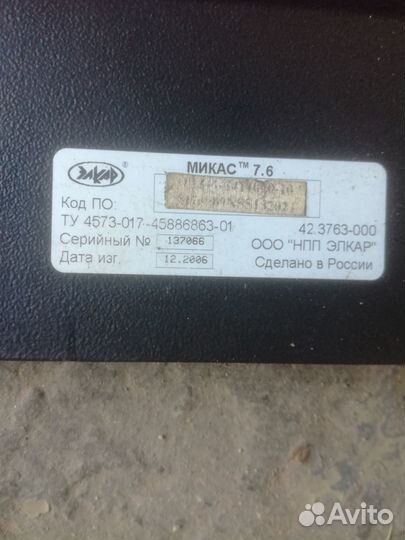 ЭЛКАР®
МИКАС™ 7.6
Код ПО:
ТУ 4573-017-45886863-01
42.3763-000
Серийный № 137066
ООО "НПП ЭЛКАР"
Дата изг. 12.2006
Сделано в России
Avito